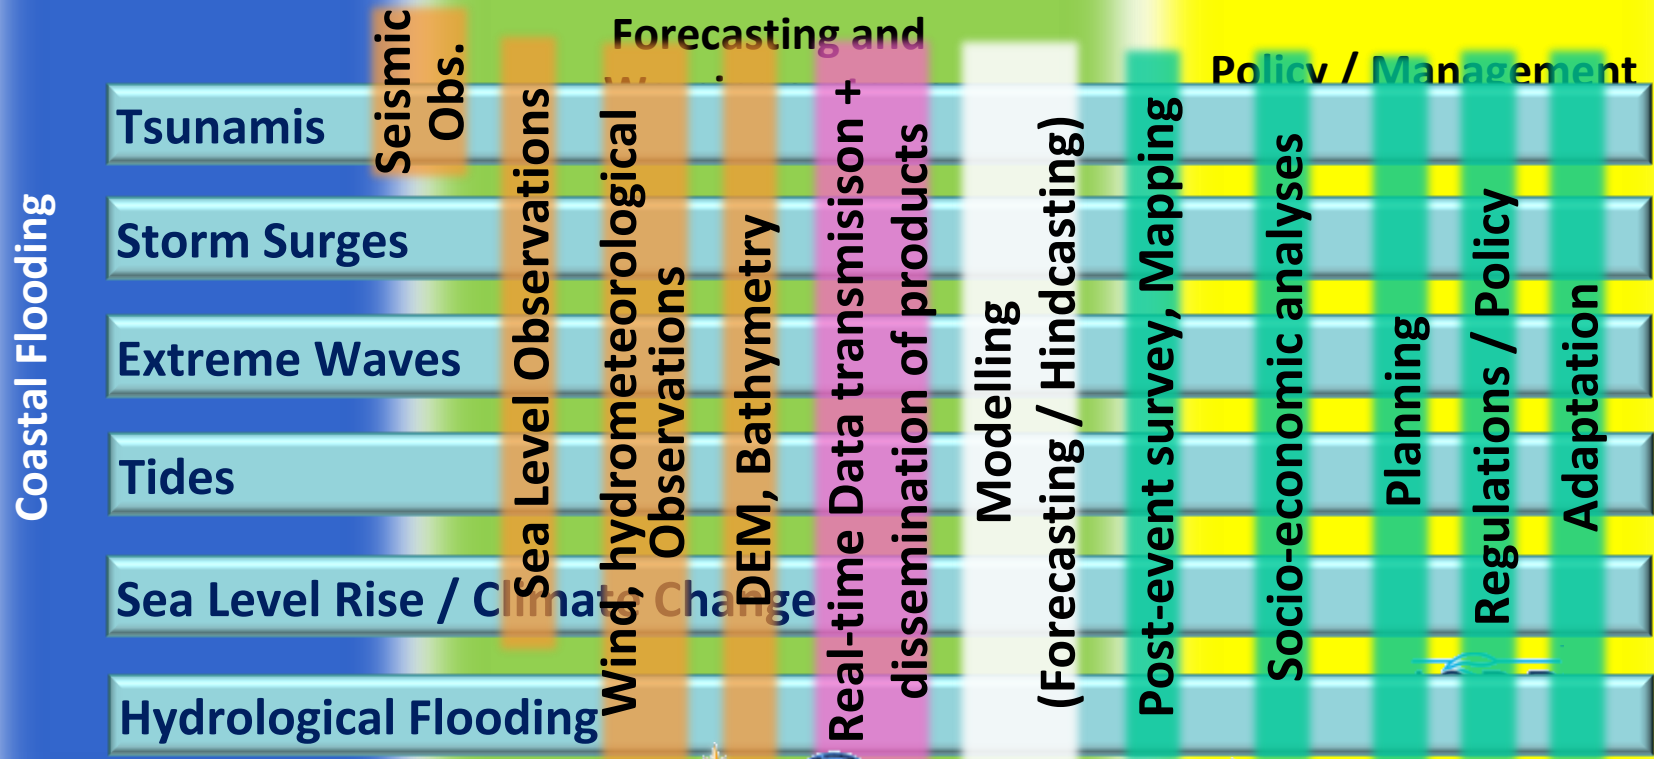 Forecasting and
Policy / Management
Coastal Flooding
Tsunamis
Storm Surges
Extreme Waves
Tides
Sea Level Rise / Climate Change
Hydrological Flooding
Seismic
Obs.
Sea Level Observations
Wind, hydrometeorological
Observations
DEM, Bathymetry
Real-time Data transmisison +
dissemination of products
Modelling
(Forecasting / Hindcasting)
Post-event survey, Mapping
Socio-economic analyses
Planning
Regulations / Policy
Adaptation